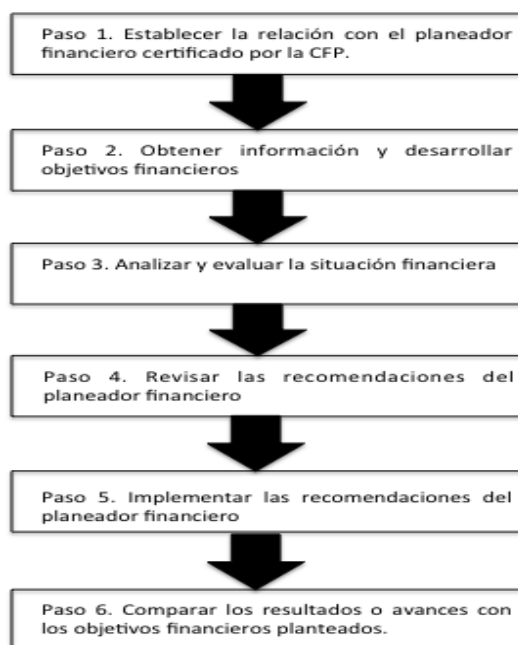 Paso 1. Establecer la relación con el planeador
financiero certificado por la CFP.
Paso 2. Obtener información y desarrollar
objetivos financieros
Paso 3. Analizar y evaluar la situación financiera
Paso 4. Revisar las recomendaciones del
planeador financiero
Paso 5. Implementar las recomendaciones del
planeador financiero
Paso 6. Comparar los resultados o avances con
los objetivos financieros planteados.